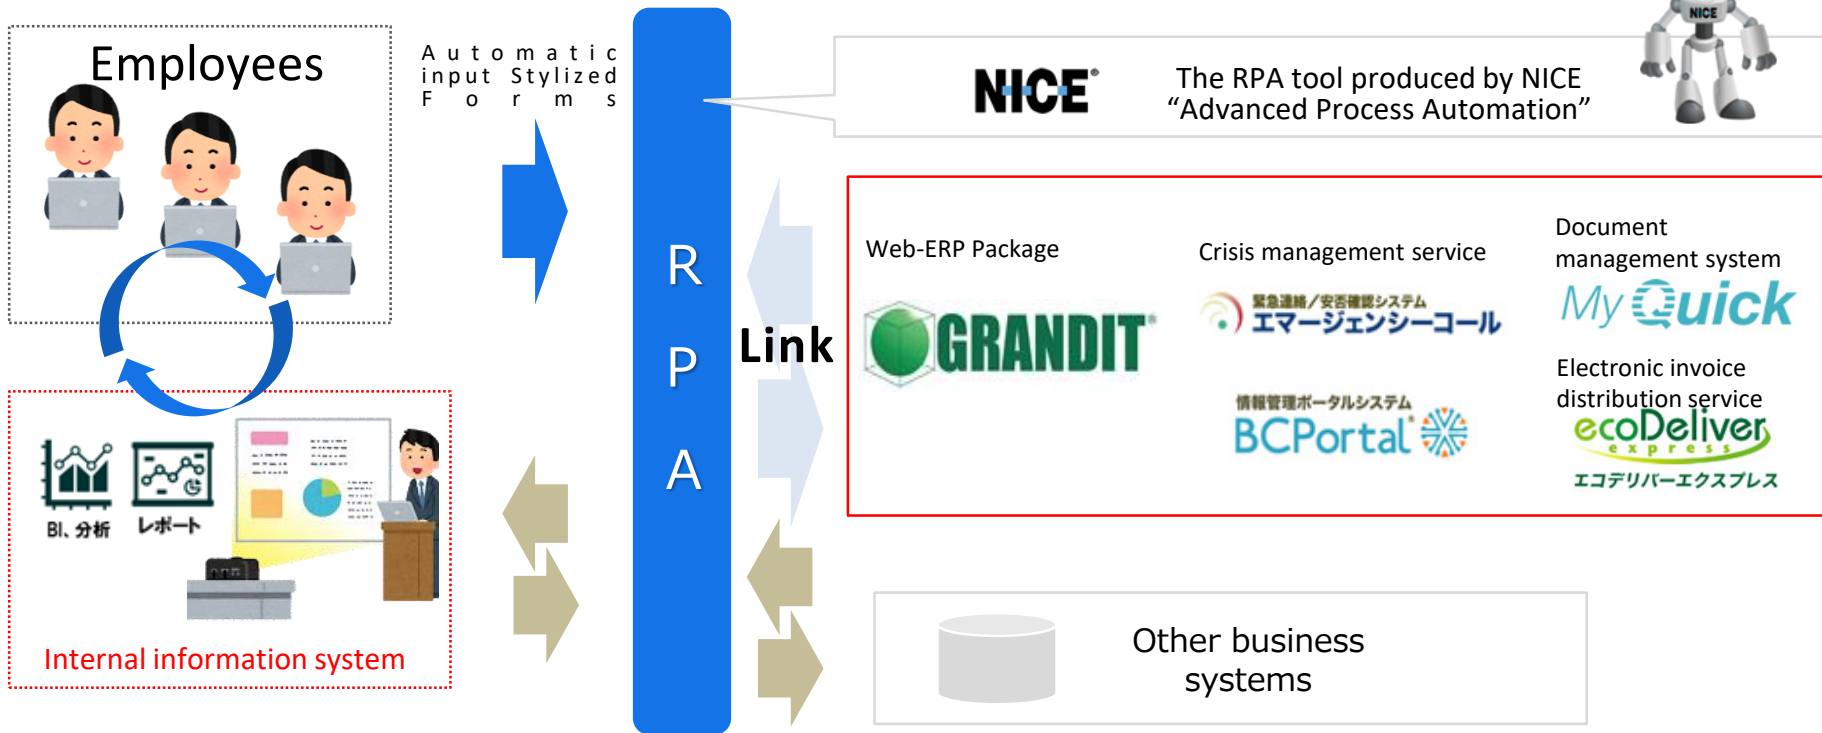 Employees
Automatic
input Stylized
Forms
NICE
NICE®
The RPA tool produced by NICE
“Advanced Process Automation”
R
P
A
Link
Web-ERP Package
GRANDIT®
Crisis management service
緊急連絡／安否確認システム
エマージェンシーコール
情報管理ポータルシステム
BCPortal®
Document
management system
My Quick
Electronic invoice
distribution service
ecoDeliver
express
エコデリバーエクスプレス
BI、分析
レポート
Internal information system
Other business
systems